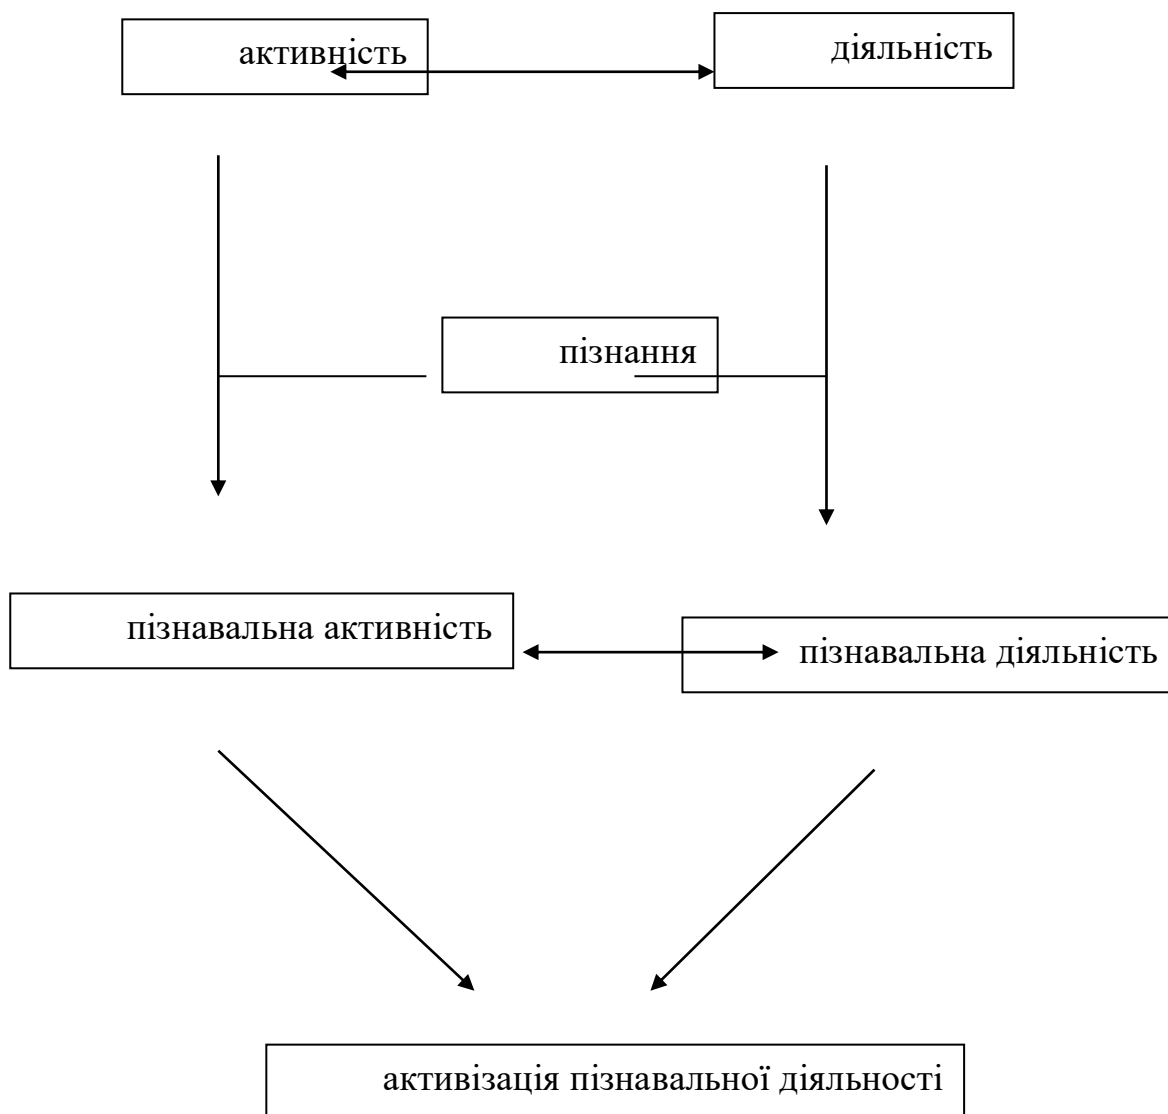 активність
діяльність
пізнання
пізнавальна активність
пізнавальна діяльність
активізація пізнавальної діяльності